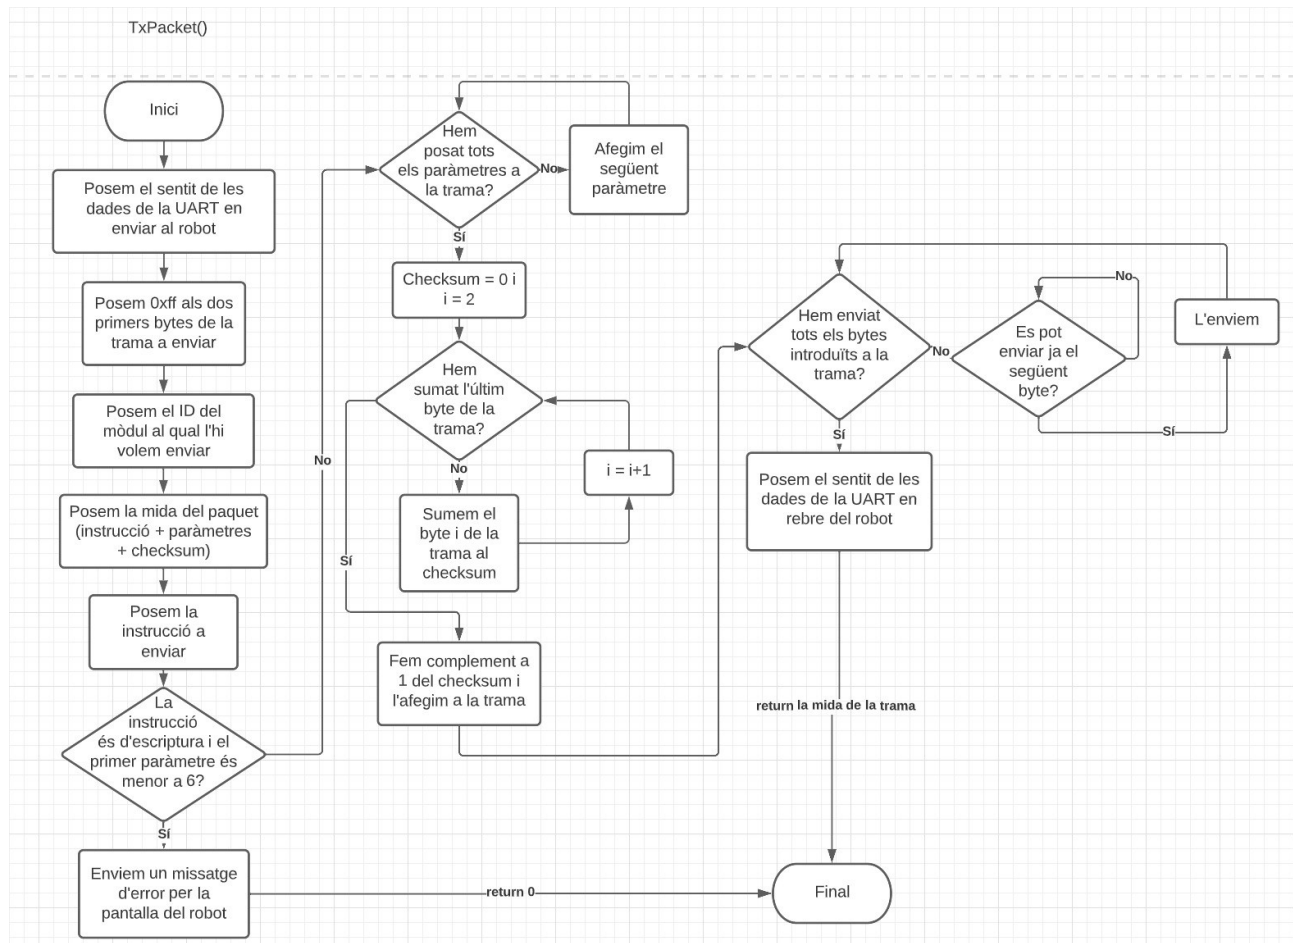 TxPacket()
Inici
Posem el sentit de les
dades de la UART en
enviar al robot
Posem 0xff als dos
primers bytes de la
trama a enviar
Posem el ID del
mòdul al qual l'hi
volem enviar
Posem la mida del paquet
(instrucció + paràmetres
+ checksum)
Posem la
instrucció a
enviar
La
instrucció
és d'escriptura i el
primer paràmetre és
menor a 6?
Sí
Enviem un missatge
d'error per la
pantalla del robot
return 0
No
Hem
posat tots
els paràmetres a
la trama?
No
Afegim el
següent
paràmetre
Sí
Checksum = 0 i
i = 2
Hem
sumat l'últim
byte de la
trama?
No
Sumem el
byte i de la
trama al
checksum
i = i+1
Sí
Fem complement a
1 del checksum i
l'afegim a la trama
Hem enviat
tots els bytes
introduïts a la
trama?
No
Es pot
enviar ja el
següent
byte?
No
Sí
L'enviem
Sí
Posem el sentit de les
dades de la UART en
rebre del robot
return la mida de la trama
Final